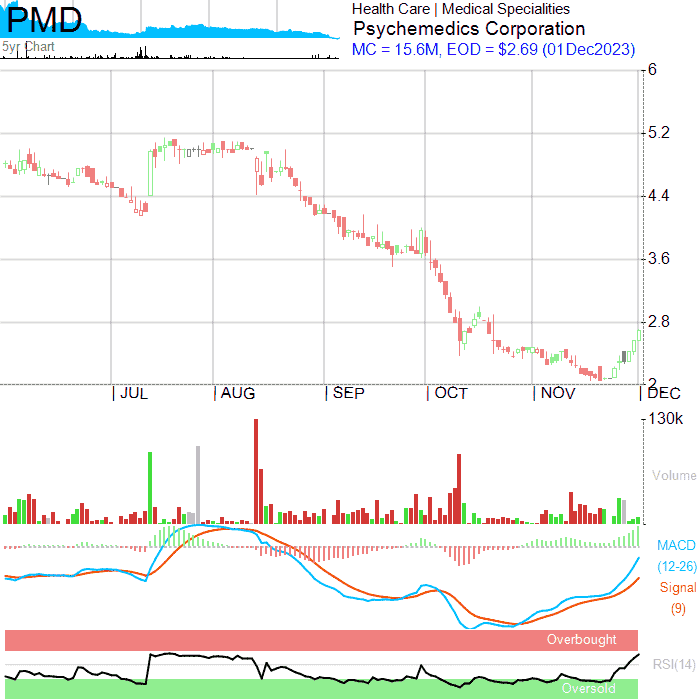 PMD
5yr Chart
Health Care | Medical Specialities
Psychemedics Corporation
MC = 15.6M, EOD = $2.69 (01Dec2023)
6
5.2
4.4
3.6
2.8
2
JUL AUG SEP OCT NOV DEC
130k
Volume
MACD
(12-26)
Signal
(9)
Overbought
RSI(14)
Oversold